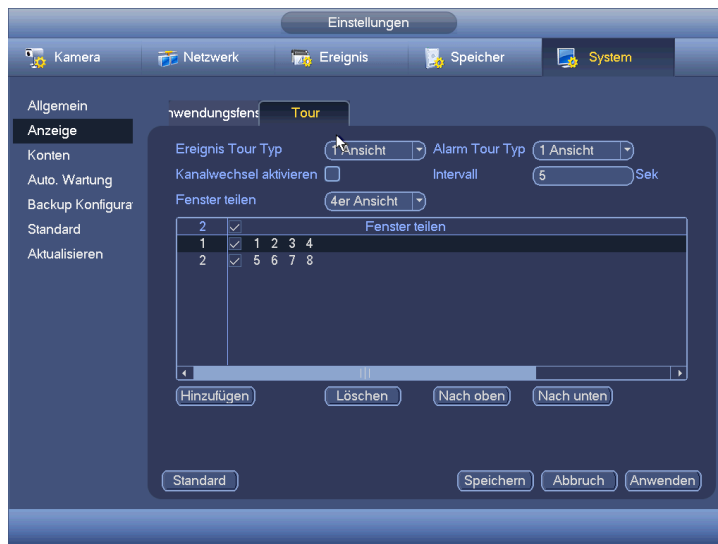 Einstellungen
Kamera Netzwerk Ereignis Speicher System
Allgemein
Anzeige
Konten
Auto. Wartung
Backup Konfigura
Standard
Aktualisieren
nwendungsfens Tour
Ereignis Tour Typ 1 Ansicht Alarm Tour Typ 1 Ansicht
Kanalwechsel aktivieren Intervall 5 Sek
Fenster teilen 4er Ansicht
2 Fenster teilen
1 1 2 3 4
2 5 6 7 8
Hinzufügen Löschen Nach oben Nach unten
Standard Speichern Abbruch Anwenden